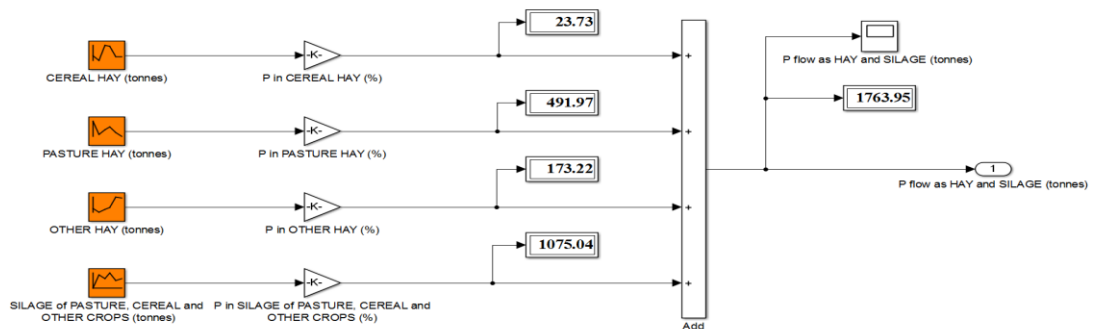 23.73
-K-
CEREAL HAY (tonnes)
P in CEREAL HAY (%)
+
P flow as HAY and SILAGE (tonnes)
491.97
1763.95
-K-
PASTURE HAY (tonnes)
P in PASTURE HAY (%)
+
173.22
1
P flow as HAY and SILAGE (tonnes)
-K-
OTHER HAY (tonnes)
P in OTHER HAY (%)
+
1075.04
-K-
+
SILAGE of PASTURE, CEREAL and
OTHER CROPS (tonnes)
P in SILAGE of PASTURE, CEREAL and
OTHER CROPS (%)
Add